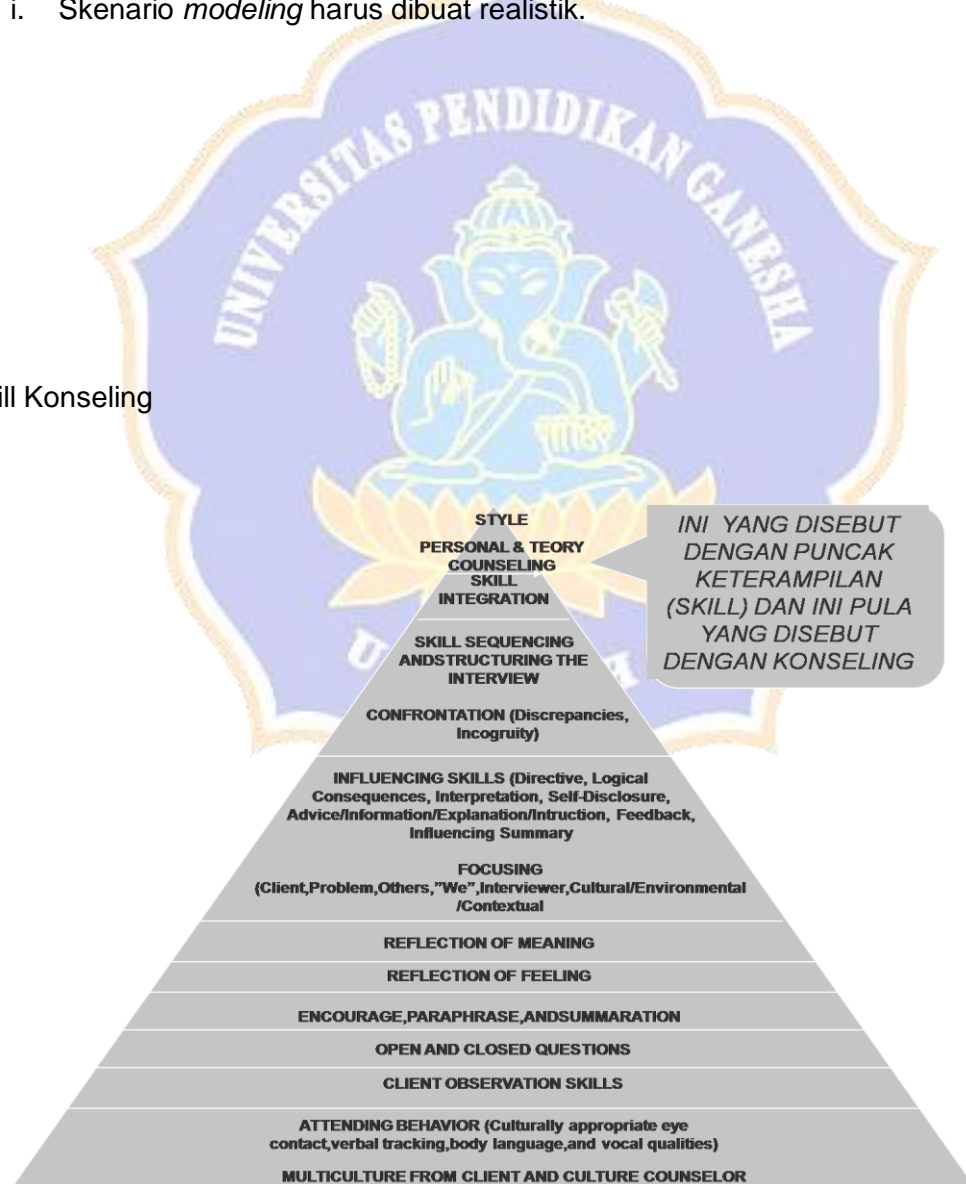 i. Skenario modeling harus dibuat realistik.
UNIVERSITAS PENDIDIKAN GANESHA
ill Konseling
STYLE
PERSONAL & TEORY
COUNSELING
SKILL
INTEGRATION
INI YANG DISEBUT
DENGAN PUNCAK
KETERAMPILAN
(SKILL) DAN INI PULA
YANG DISEBUT
DENGAN KONSELING
SKILL SEQUENCING
ANDSTRUCTURING THE
INTERVIEW
CONFRONTATION (Discrepancies,
Incogruity)
INFLUENCING SKILLS (Directive, Logical
Consequences, Interpretation, Self-Disclosure,
Advice/Information/Explanation/Intruction, Feedback,
Influencing Summary
FOCUSING
(Client,Problem,Others,”We”,Interviewer,Cultural/Environmental
/Contextual
REFLECTION OF MEANING
REFLECTION OF FEELING
ENCOURAGE,PARAPHRASE,ANDSUMMARATION
OPEN AND CLOSED QUESTIONS
CLIENT OBSERVATION SKILLS
ATTENDING BEHAVIOR (Culturally appropriate eye
contact,verbal tracking,body language,and vocal qualities)
MULTICULTURE FROM CLIENT AND CULTURE COUNSELOR